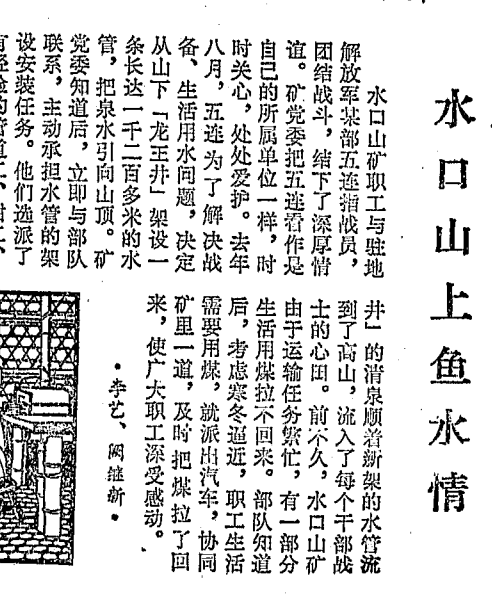 水口山上鱼水情
水口山矿职工与驻地
解放军某部五连指战员，
团结战斗，结下了深厚情
谊。矿党委把五连看作是
自己的所属单位一样，时
时关心，处处爱护。去年
八月，五连为了解决战
备、生活用水问题，决定
从山下「龙王井」架设一
条长达一千二百多米的水
管，把泉水引向山顶。矿
党委知道后，立即与部队
联系，主动承担水管的架
设安装任务。他们选派了
井」的清泉顺着新架的水管流
到了高山，流入了每个干部战
士的心田。前不久，水口山矿
由于运输任务繁忙，有一部分
生活用煤拉不回来。部队知道
后，考虑寒冬逼近，职工生活
需要用煤，就派出汽车，协同
矿里一道，及时把煤拉了回
来，使广大职工深受感动。
·李艺、阙继新·